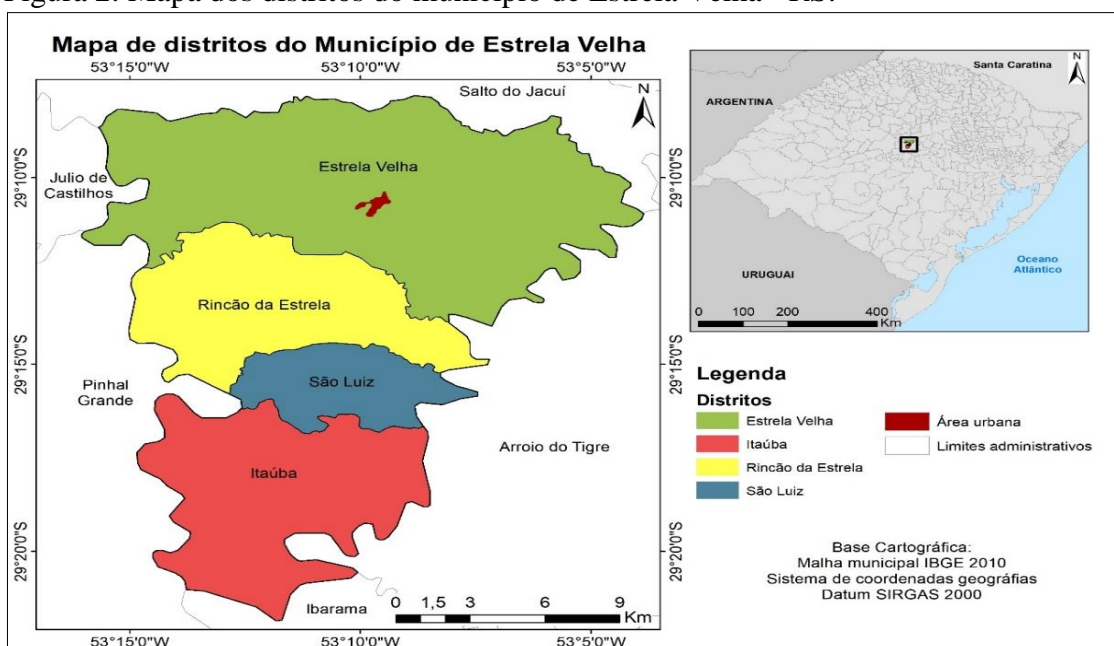 Figura 2: Mapa dos distritos do município de Estrela Velha - RS.
Mapa de distritos do Município de Estrela Velha
53°15'0"W
53°10'0"W
53°5'0"W
Salto do Jacuí
N
Estrela Velha
Julio de
Castilhos
29°10'0"S
29°10'0"S
Rincão da Estrela
29°15'0"S
29°15'0"S
São Luiz
Pinhal
Grande
Arroio do Tigre
Itaúba
29°20'0"S
29°20'0"S
Ibarama
0 1,5 3 6 9
Km
53°15'0"W
53°10'0"W
53°5'0"W
Santa Caratina
N
ARGENTINA
URUGUAI
Oceano
Atlântico
0 100 200 400
Km
Legenda
Distritos
Estrela Velha
Itaúba
Rincão da Estrela
São Luiz
Área urbana
Limites administrativos
Base Cartográfica:
Malha municipal IBGE 2010
Sistema de coordenadas geográfias
Datum SIRGAS 2000